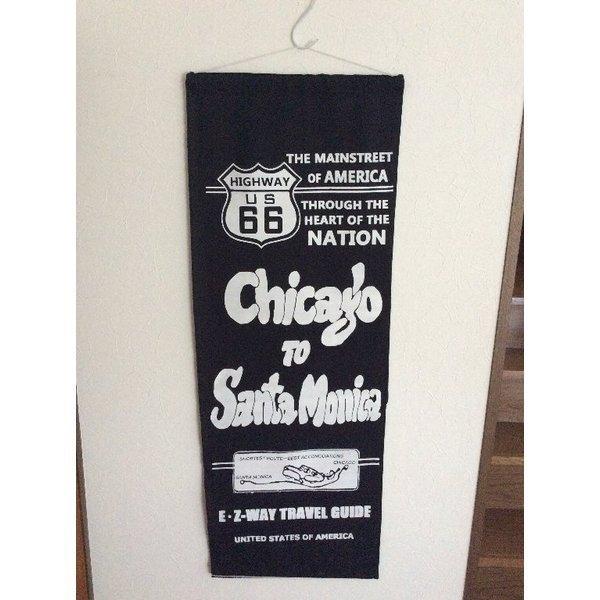 THE MAINSTREET
OF AMERICA
HIGHWAY
US
66
THROUGH THE
HEART OF THE
NATION
Chicago
TO
Santa Monica
SHORTEST ROUTE-BEST ACCOMODATIONS
CHICAGO
SANTA MONICA
E·Z-WAY TRAVEL GUIDE
UNITED STATES OF AMERICA